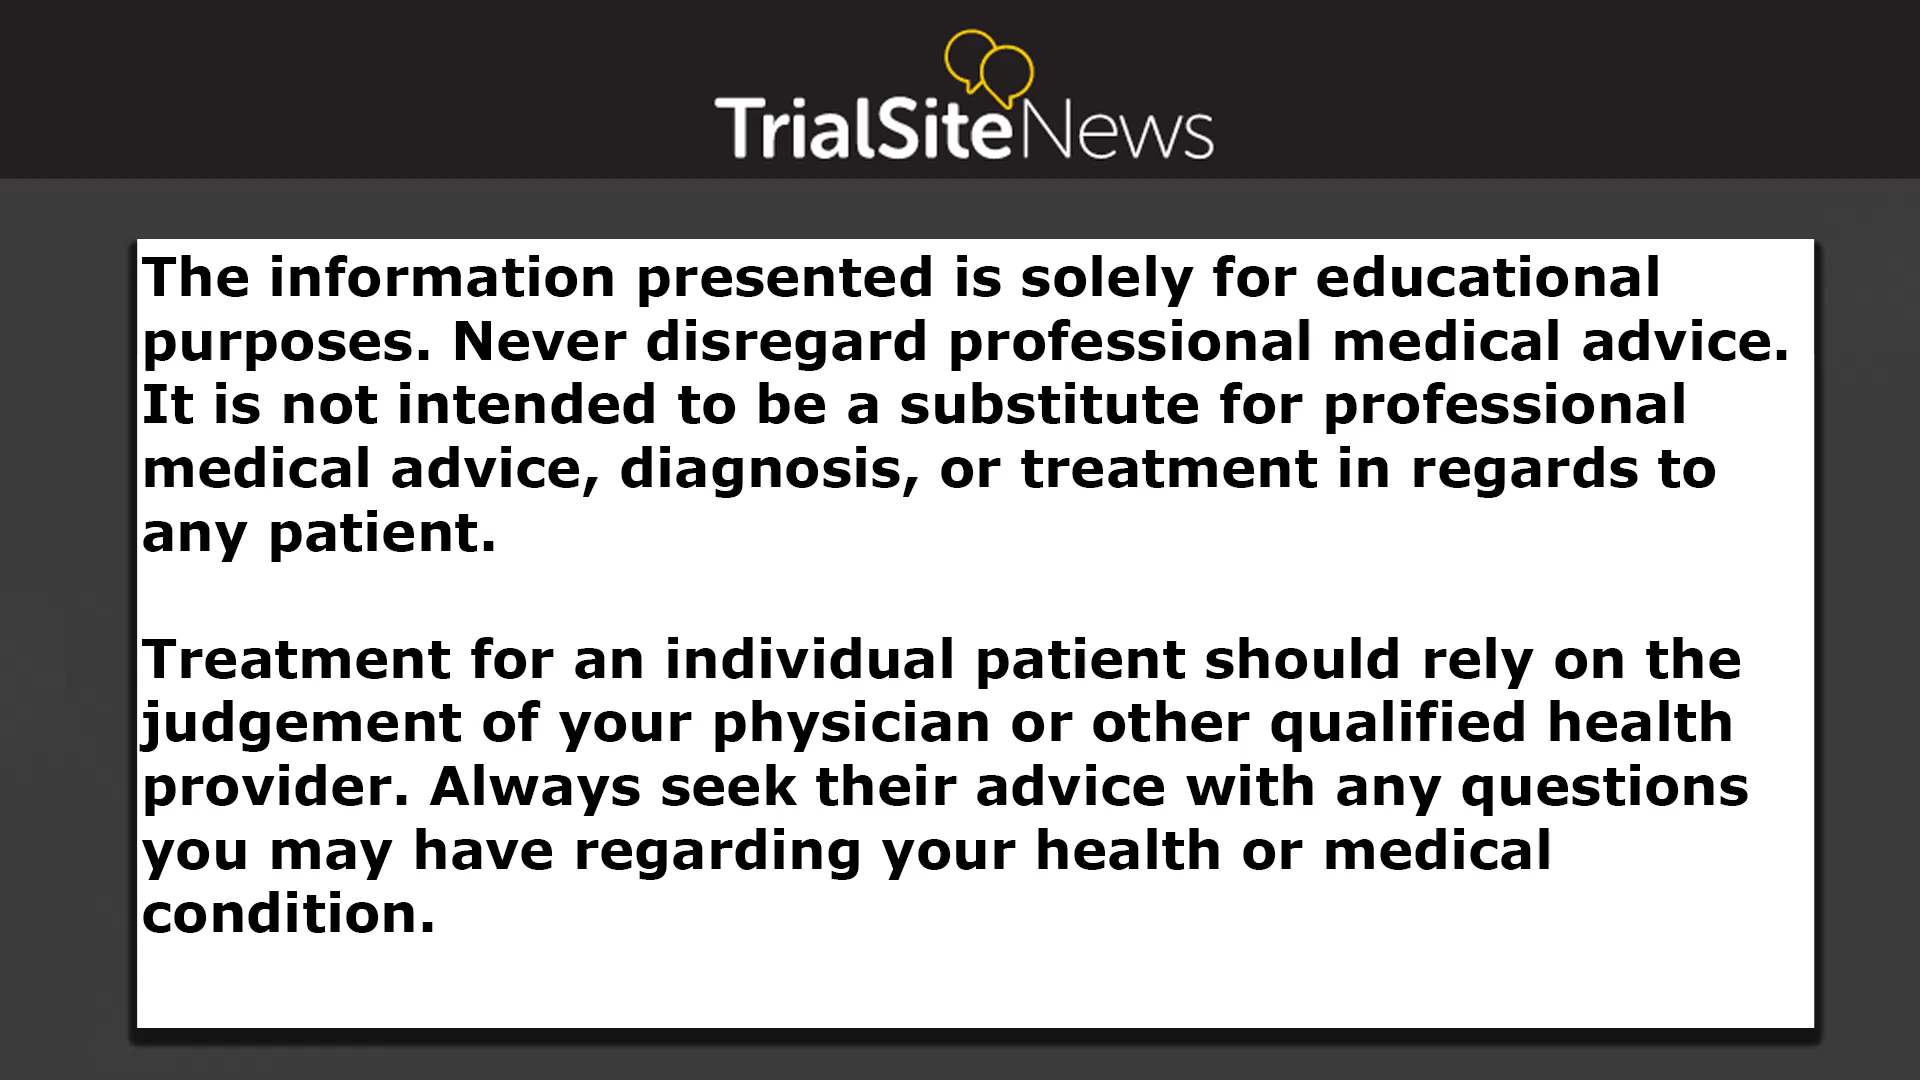 TrialSiteNews
The information presented is solely for educational
purposes. Never disregard professional medical advice.
It is not intended to be a substitute for professional
medical advice, diagnosis, or treatment in regards to
any patient.
Treatment for an individual patient should rely on the
judgement of your physician or other qualified health
provider. Always seek their advice with any questions
you may have regarding your health or medical
condition.